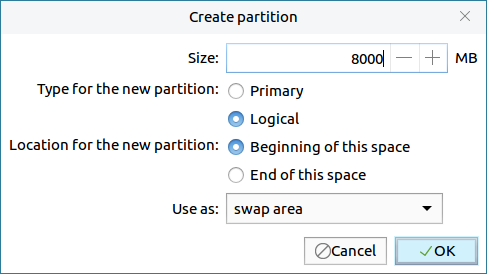 Create partition
Size: 8000 MB
Type for the new partition: Primary
Logical
Location for the new partition: Beginning of this space
End of this space
Use as: swap area
Cancel OK